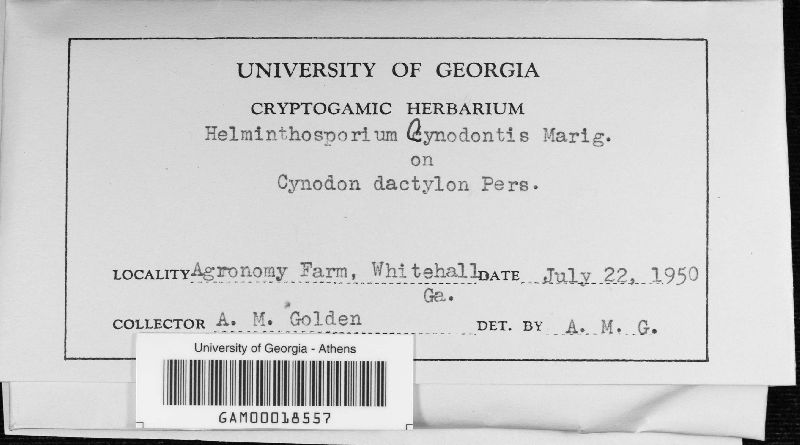 UNIVERSITY OF GEORGIA
CRYPTOGAMIC HERBARIUM
Helminthosporium Cynodontis Marig.
on
Cynodon dactylon Pers.
LOCALITY Agronomy Farm, Whitehall DATE July 22, 1950
Ga.
COLLECTOR A. M. Golden DET. BY A. M. G.
University of Georgia - Athens
GAM00018557